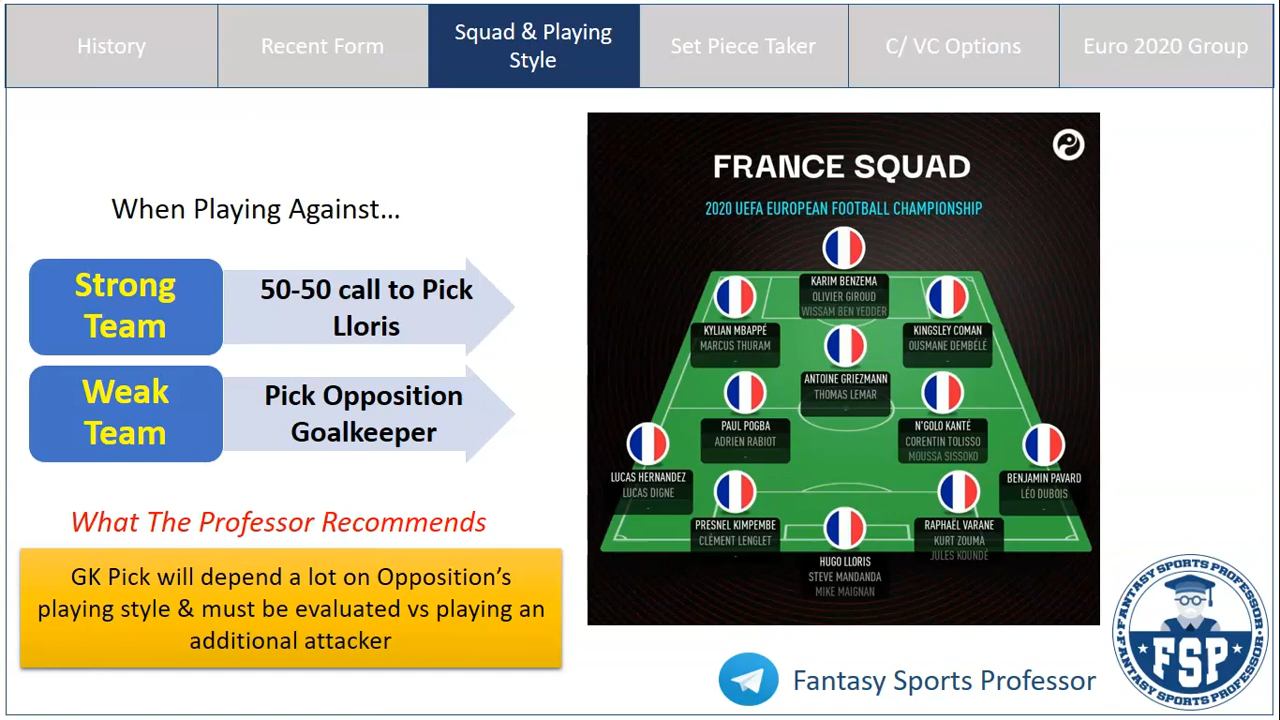 History
Recent Form
Squad & Playing
Style
Set Piece Taker
C/ VC Options
Euro 2020 Group
When Playing Against...
Strong
Team
50-50 call to Pick
Lloris
Weak
Team
Pick Opposition
Goalkeeper
What The Professor Recommends
GK Pick will depend a lot on Opposition's
playing style & must be evaluated vs playing an
additional attacker
FRANCE SQUAD
2020 UEFA EUROPEAN FOOTBALL CHAMPIONSHIP
KARIM BENZEMA
OLIVIER GIROUD
WISSAM BEN YEDDER
KYLIAN MBAPPÉ
MARCUS THURAM
KINGSLEY COMAN
OUSMANE DEMBÉLÉ
ANTOINE GRIEZMANN
THOMAS LEMAR
PAUL POGBA
ADRIEN RABIOT
N'GOLO KANTÉ
CORENTIN TOLISSO
MOUSSA SISSOKO
LUCAS HERNANDEZ
LUCAS DIGNE
BENJAMIN PAVARD
LÉO DUBOIS
PRESNEL KIMPEMBE
CLÉMENT LENGLET
RAPHAËL VARANE
KURT ZOUMA
JULES KOUNDÉ
HUGO LLORIS
STEVE MANDANDA
MIKE MAIGNAN
Fantasy Sports Professor
FANTASY SPORTS PROFESSOR
FSP
FANTASY SPORTS PROFESSOR